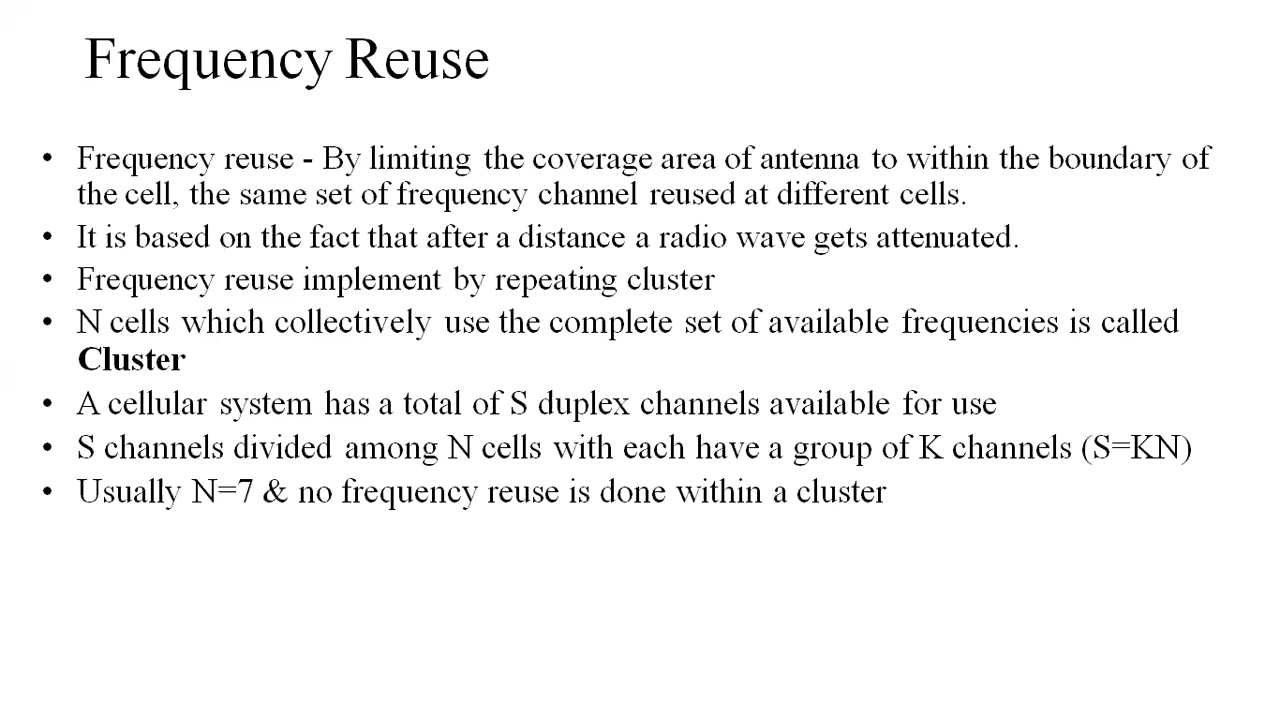 Frequency Reuse
• Frequency reuse - By limiting the coverage area of antenna to within the boundary of
the cell, the same set of frequency channel reused at different cells.
• It is based on the fact that after a distance a radio wave gets attenuated.
• Frequency reuse implement by repeating cluster
• N cells which collectively use the complete set of available frequencies is called
Cluster
• A cellular system has a total of S duplex channels available for use
• S channels divided among N cells with each have a group of K channels (S=KN)
• Usually N=7 & no frequency reuse is done within a cluster